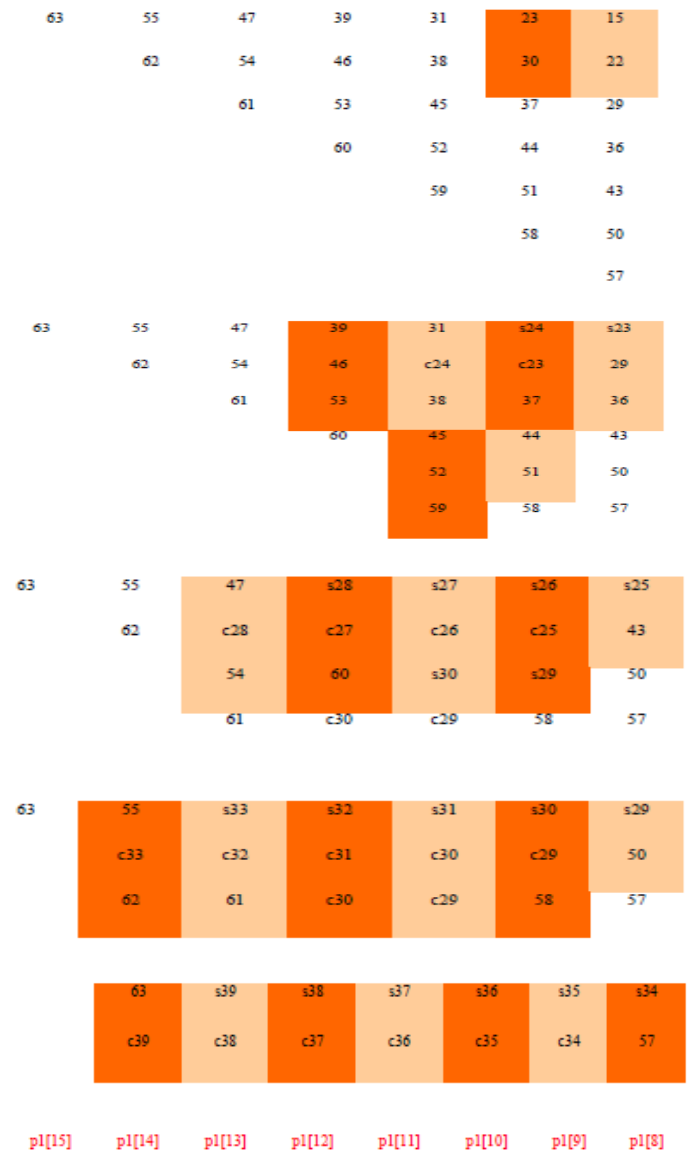 63 55 47 39 31 23 15
62 54 46 38 30 22
61 53 45 37 29
60 52 44 36
59 51 43
58 50
57
63 55 47 39 31 s24 s23
62 54 46 c24 c23 29
61 53 38 37 36
60 45 44 43
52 51 50
59 58 57
63 55 47 s28 s27 s26 s25
62 c28 c27 c26 c25 43
54 60 s30 s29 50
61 c30 c29 58 57
63 55 s33 s32 s31 s30 s29
c33 c32 c31 c30 c29 50
62 61 c30 c29 58 57
63 s39 s38 s37 s36 s35 s34
c39 c38 c37 c36 c35 c34 57
p1[15] p1[14] p1[13] p1[12] p1[11] p1[10] p1[9] p1[8]